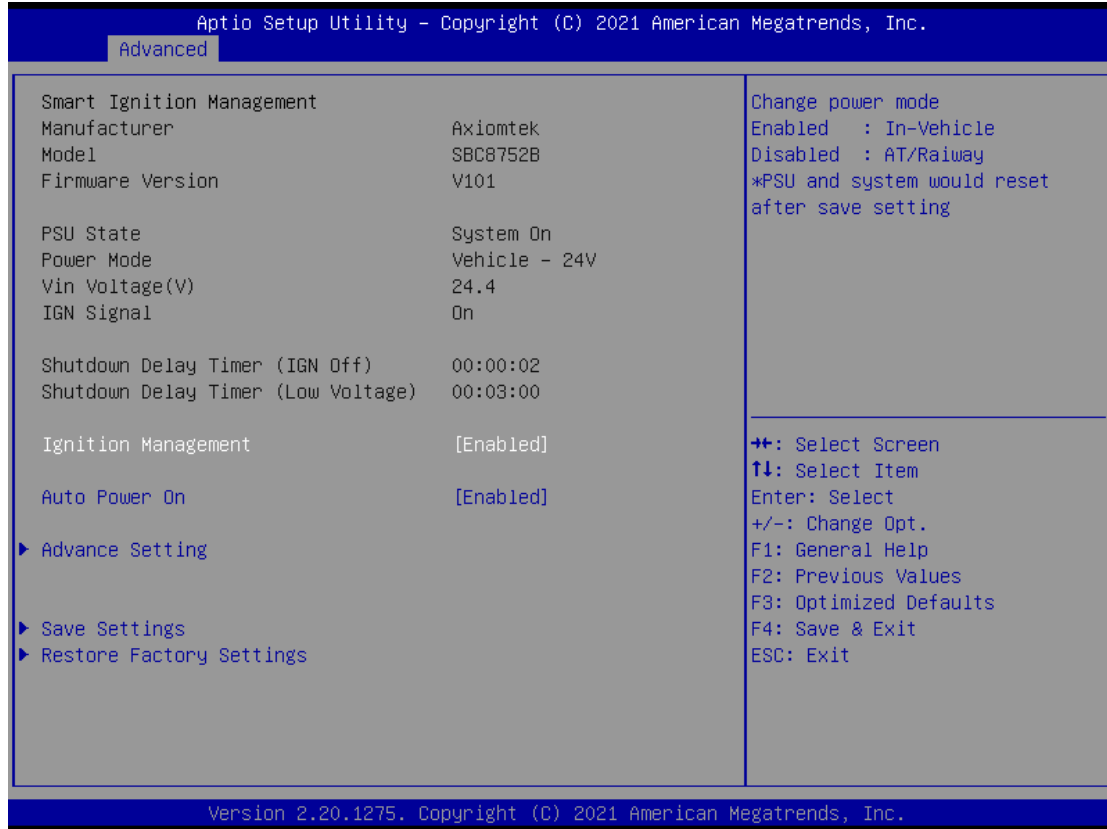 Aptio Setup Utility – Copyright (C) 2021 American Megatrends, Inc.
Advanced
Smart Ignition Management
Manufacturer Axiomtek
Model SBC8752B
Firmware Version V101
PSU State System On
Power Mode Vehicle – 24V
Vin Voltage(V) 24.4
IGN Signal On
Shutdown Delay Timer (IGN Off) 00:00:02
Shutdown Delay Timer (Low Voltage) 00:03:00
Ignition Management [Enabled]
Auto Power On [Enabled]
Advance Setting
Save Settings
Restore Factory Settings
Change power mode
Enabled : In-Vehicle
Disabled : AT/Raiway
*PSU and system would reset
after save setting
→←: Select Screen
↑↓: Select Item
Enter: Select
+/-: Change Opt.
F1: General Help
F2: Previous Values
F3: Optimized Defaults
F4: Save & Exit
ESC: Exit
Version 2.20.1275. Copyright (C) 2021 American Megatrends, Inc.